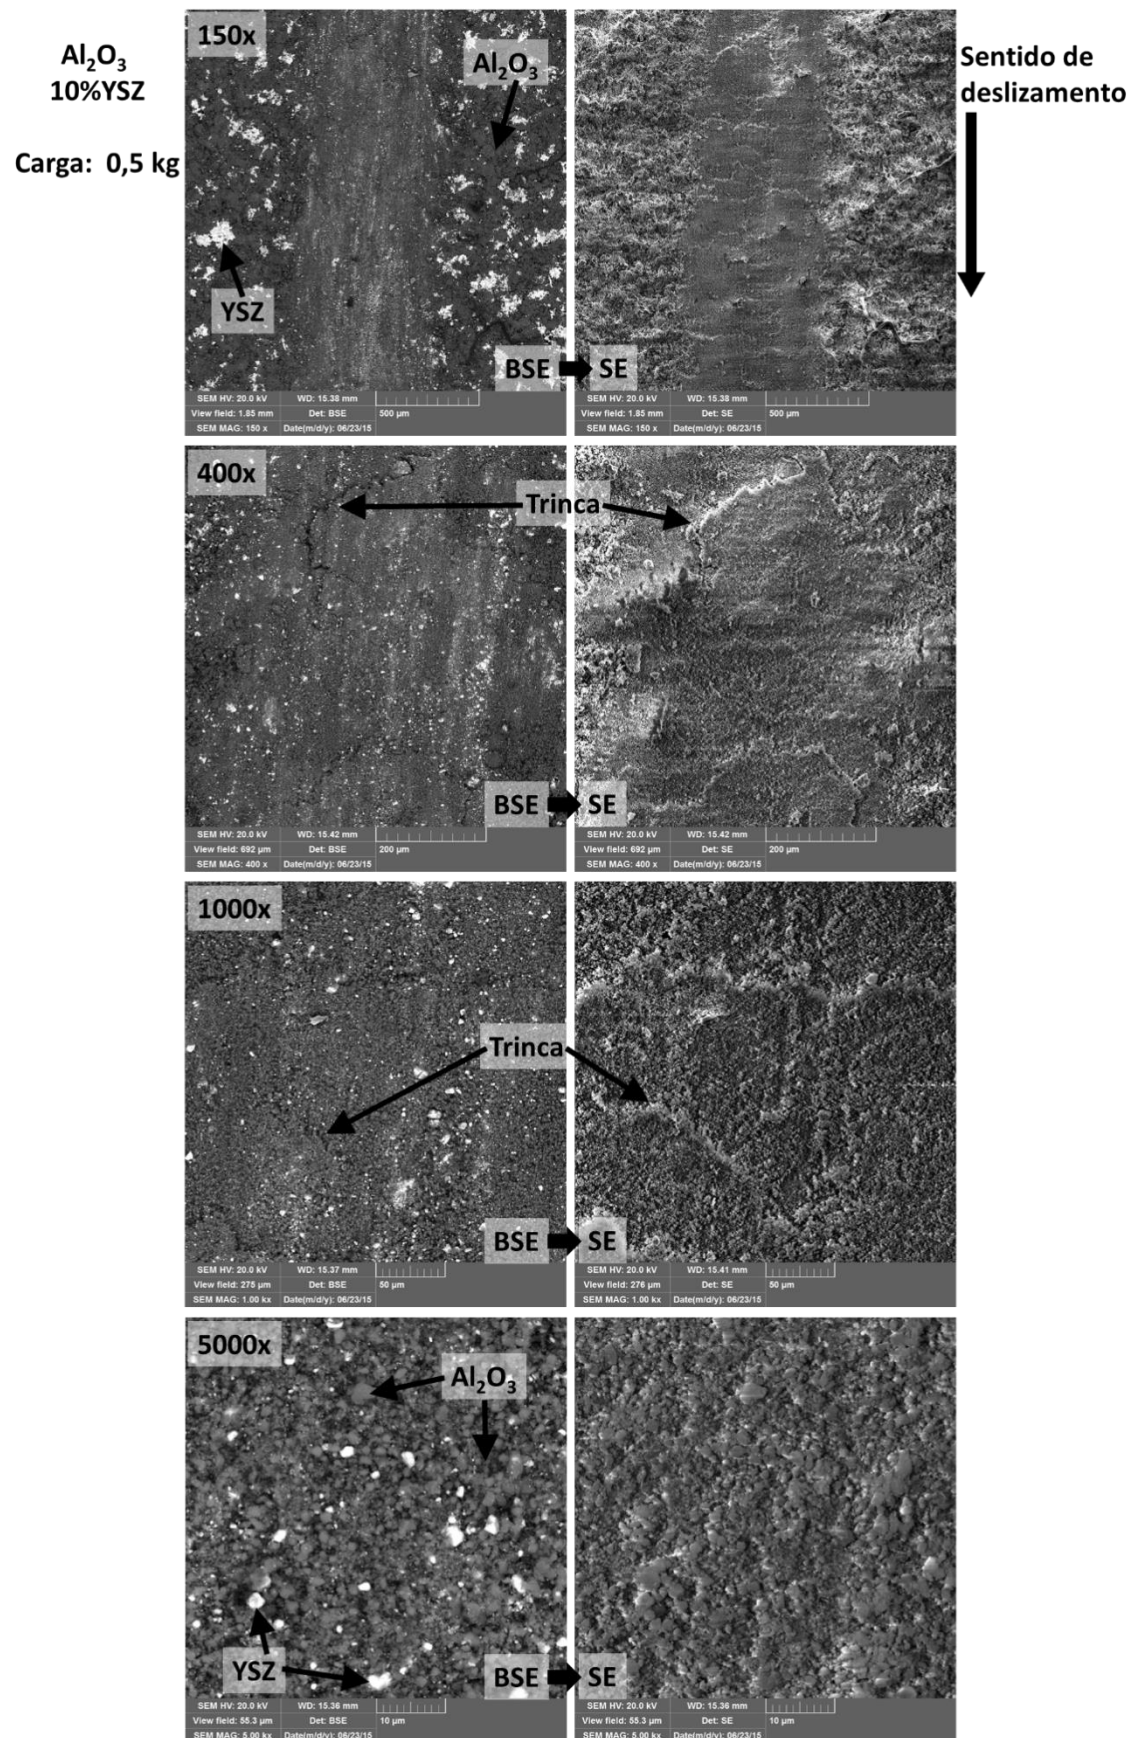 Al₂O₃
10%YSZ
Carga: 0,5 kg
150x
Al₂O₃
YSZ
BSE
SE
Sentido de
deslizamento
SEM HV: 20.0 kV WD: 15.38 mm
View field: 1.85 mm Det: BSE 500 µm
SEM MAG: 150 x Date(m/d/y): 06/23/15
SEM HV: 20.0 kV WD: 15.38 mm
View field: 1.85 mm Det: SE 500 µm
SEM MAG: 150 x Date(m/d/y): 06/23/15
400x
Trinca
BSE
SE
SEM HV: 20.0 kV WD: 15.42 mm
View field: 692 µm Det: BSE 200 µm
SEM MAG: 400 x Date(m/d/y): 06/23/15
SEM HV: 20.0 kV WD: 15.42 mm
View field: 692 µm Det: SE 200 µm
SEM MAG: 400 x Date(m/d/y): 06/23/15
1000x
Trinca
BSE
SE
SEM HV: 20.0 kV WD: 15.37 mm
View field: 275 µm Det: BSE 50 µm
SEM MAG: 1.00 kx Date(m/d/y): 06/23/15
SEM HV: 20.0 kV WD: 15.41 mm
View field: 276 µm Det: SE 50 µm
SEM MAG: 1.00 kx Date(m/d/y): 06/23/15
5000x
Al₂O₃
YSZ
BSE
SE
SEM HV: 20.0 kV WD: 15.36 mm
View field: 55.3 µm Det: BSE 10 µm
SEM MAG: 5.00 kx Date(m/d/y): 06/23/15
SEM HV: 20.0 kV WD: 15.36 mm
View field: 55.3 µm Det: SE 10 µm
SEM MAG: 5.00 kx Date(m/d/y): 06/23/15